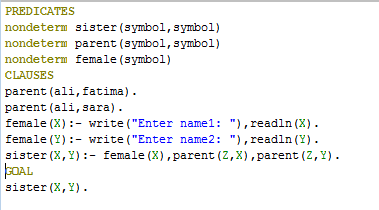 PREDICATES
nondeterm sister(symbol,symbol)
nondeterm parent(symbol,symbol)
nondeterm female(symbol)
CLAUSES
parent(ali,fatima).
parent(ali,sara).
female(X):- write("Enter name1: "),readln(X).
female(Y):- write("Enter name2: "),readln(Y).
sister(X,Y):- female(X),parent(Z,X),parent(Z,Y).
GOAL
sister(X,Y).